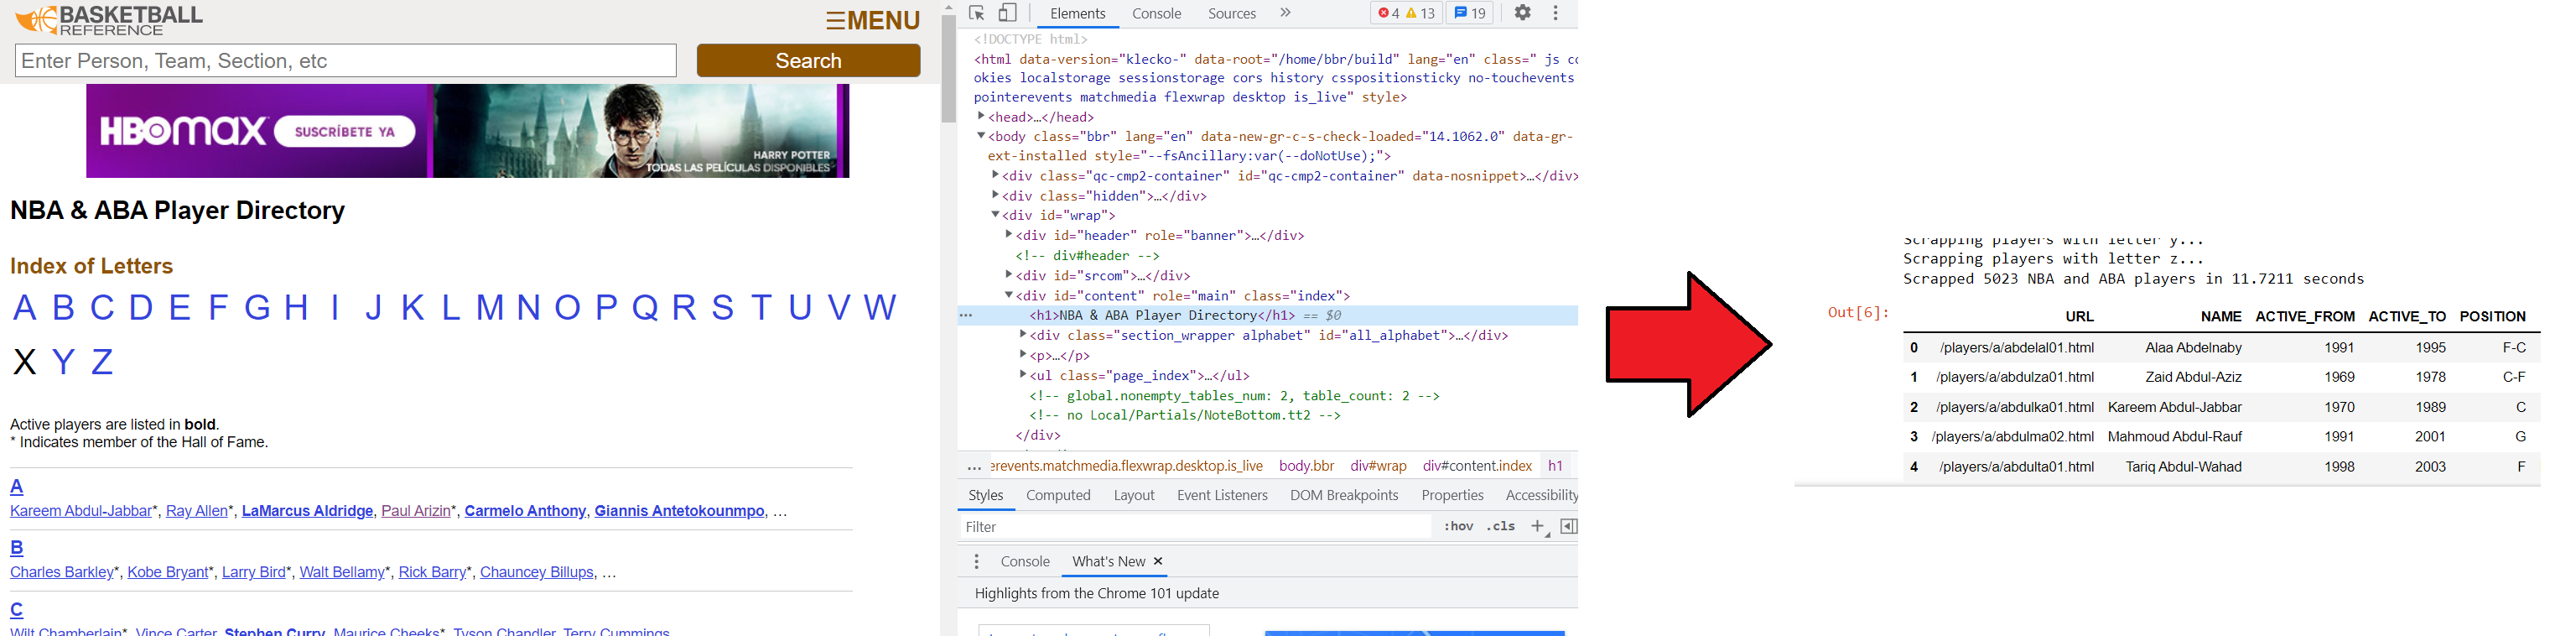 BASKETBALL
REFERENCE
☰MENU
Enter Person, Team, Section, etc
Search
HBOMAX SUSCRÍBETE YA
HARRY POTTER
TODAS LAS PELÍCULAS DISPONIBLES
NBA & ABA Player Directory
Index of Letters
A B C D E F G H I J K L M N O P Q R S T U V W
X Y Z
Active players are listed in bold.
* Indicates member of the Hall of Fame.
A
Kareem Abdul-Jabbar*, Ray Allen*, LaMarcus Aldridge, Paul Arizin*, Carmelo Anthony, Giannis Antetokounmpo, …
B
Charles Barkley*, Kobe Bryant*, Larry Bird*, Walt Bellamy*, Rick Barry*, Chauncey Billups, …
C
Wilt Chamberlain*, Vince Carter, Stephen Curry, Maurice Cheeks*, Tyson Chandler, Terry Cummings
Elements Console Sources » 4 13 19
<!DOCTYPE html>
<html data-version="klecko-" data-root="/home/bbr/build" lang="en" class=" js co
okies localstorage sessionstorage cors history csspositionsticky no-touchevents
pointerevents matchmedia flexwrap desktop is_live" style>
<head>…</head>
<body class="bbr" lang="en" data-new-gr-c-s-check-loaded="14.1062.0" data-gr-
ext-installed style="--fsAncillary:var(--doNotUse);">
<div class="qc-cmp2-container" id="qc-cmp2-container" data-nosnippet>…</div>
<div class="hidden">…</div>
<div id="wrap">
<div id="header" role="banner">…</div>
<!-- div#header -->
<div id="srcom">…</div>
<div id="content" role="main" class="index">
… <h1>NBA & ABA Player Directory</h1> == $0
<div class="section_wrapper alphabet" id="all_alphabet">…</div>
<p>…</p>
<ul class="page_index">…</ul>
<!-- global.nonempty_tables_num: 2, table_count: 2 -->
<!-- no Local/Partials/NoteBottom.tt2 -->
</div>
… erevents.matchmedia.flexwrap.desktop.is_live body.bbr div#wrap div#content.index h1
Styles Computed Layout Event Listeners DOM Breakpoints Properties Accessibility
Filter :hov .cls +
Console What's New ×
Highlights from the Chrome 101 update
Scrapping players with letter y...
Scrapping players with letter z...
Scrapped 5023 NBA and ABA players in 11.7211 seconds
Out[6]:
URL NAME ACTIVE_FROM ACTIVE_TO POSITION
0 /players/a/abdelal01.html Alaa Abdelnaby 1991 1995 F-C
1 /players/a/abdulza01.html Zaid Abdul-Aziz 1969 1978 C-F
2 /players/a/abdulka01.html Kareem Abdul-Jabbar 1970 1989 C
3 /players/a/abdulma02.html Mahmoud Abdul-Rauf 1991 2001 G
4 /players/a/abdulta01.html Tariq Abdul-Wahad 1998 2003 F